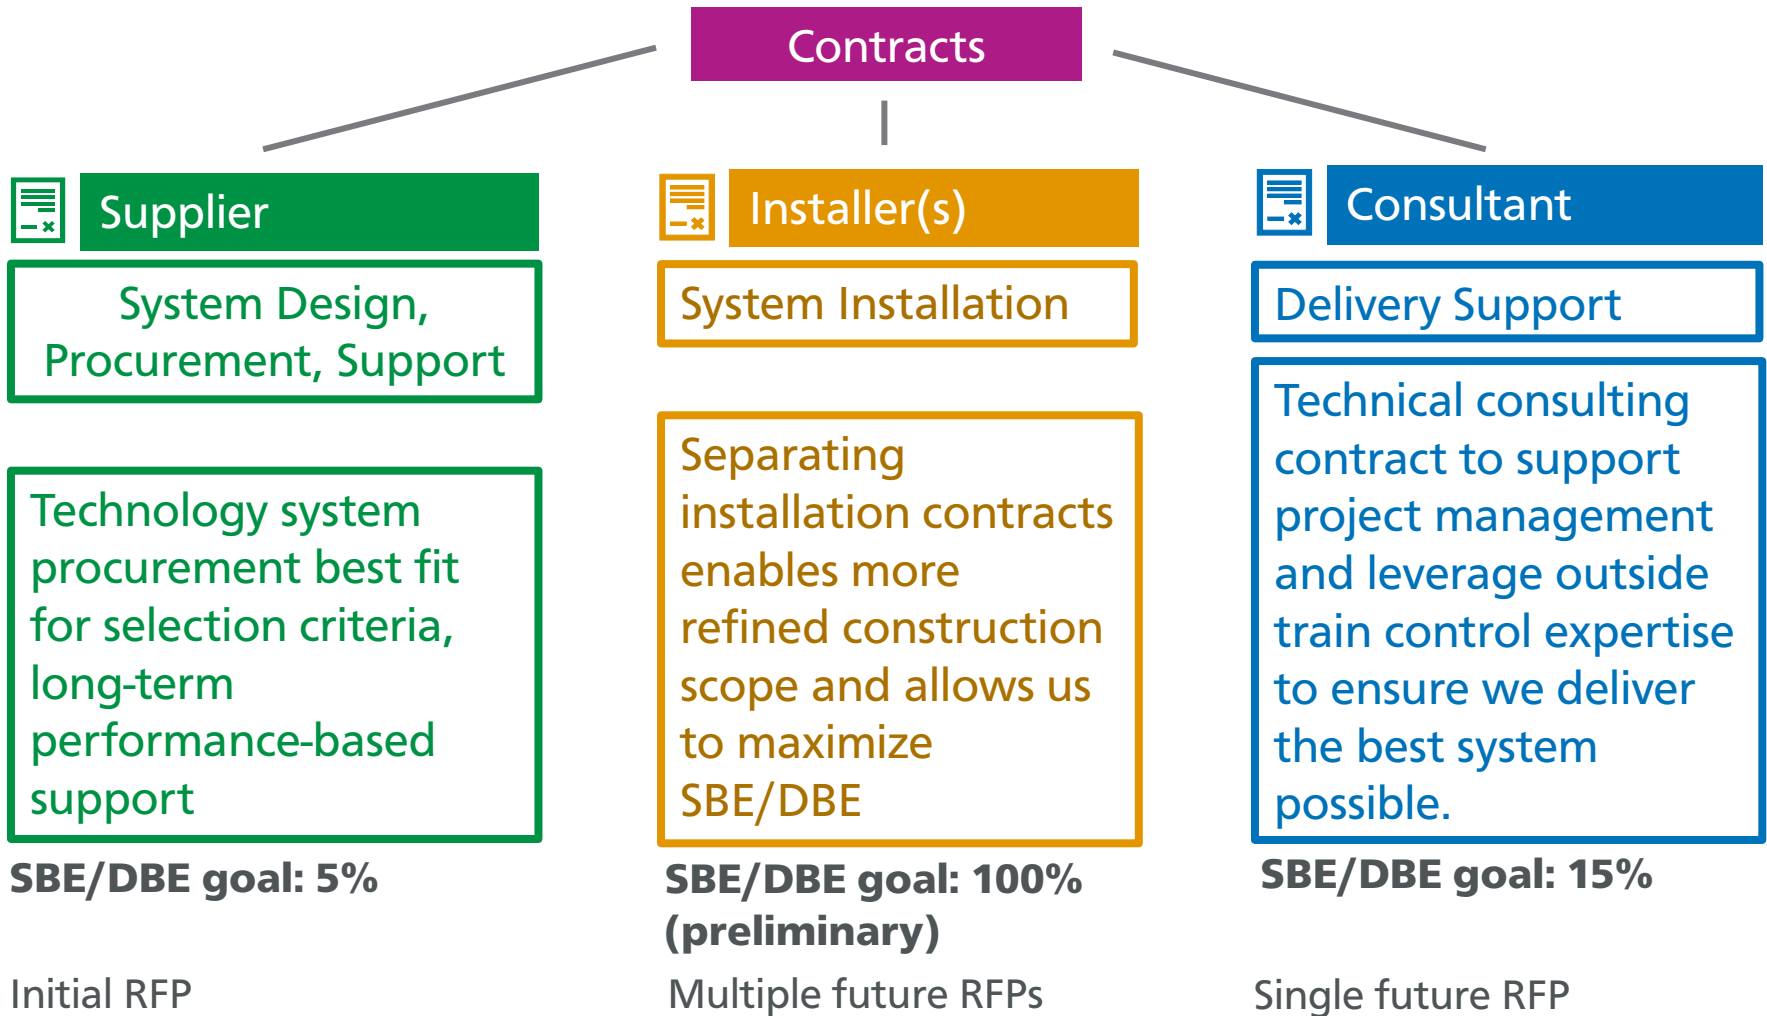 Contracts
Supplier
System Design,
Procurement, Support
Technology system
procurement best fit
for selection criteria,
long-term
performance-based
support
SBE/DBE goal: 5%
Initial RFP
Installer(s)
System Installation
Separating
installation contracts
enables more
refined construction
scope and allows us
to maximize
SBE/DBE
SBE/DBE goal: 100%
(preliminary)
Multiple future RFPs
Consultant
Delivery Support
Technical consulting
contract to support
project management
and leverage outside
train control expertise
to ensure we deliver
the best system
possible.
SBE/DBE goal: 15%
Single future RFP